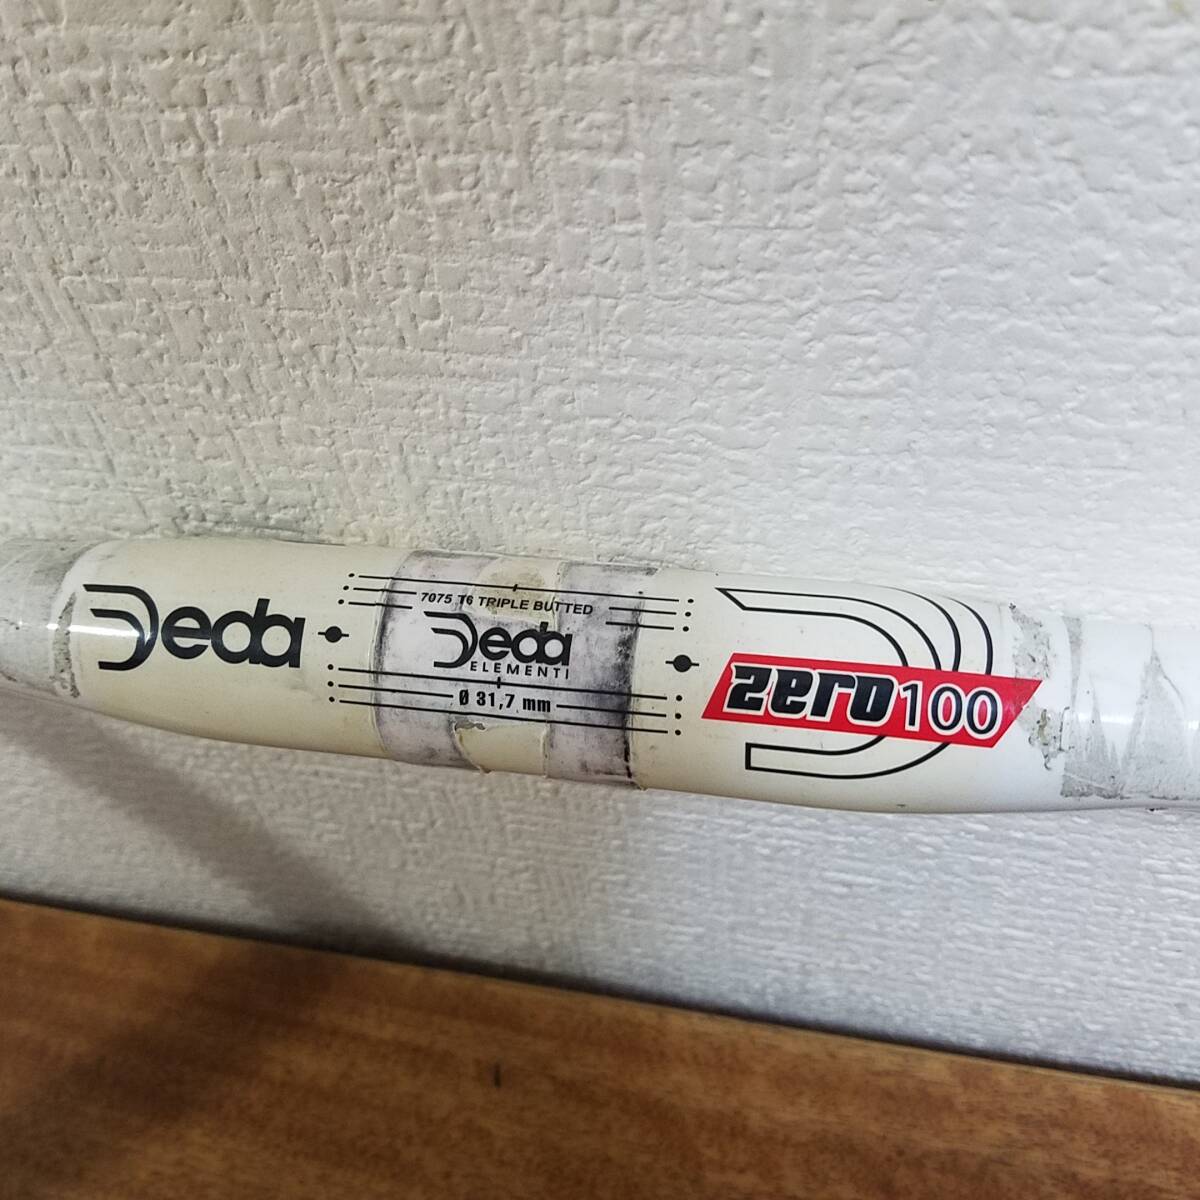 Deda
7075 T6 TRIPLE BUTTED
Deda
ELEMENTI
Ø 31,7 mm
zero100